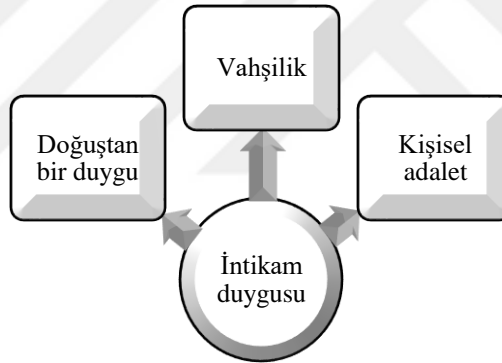 Vahşilik
Doğuştan
bir duygu
Kişisel
adalet
İntikam
duygusu